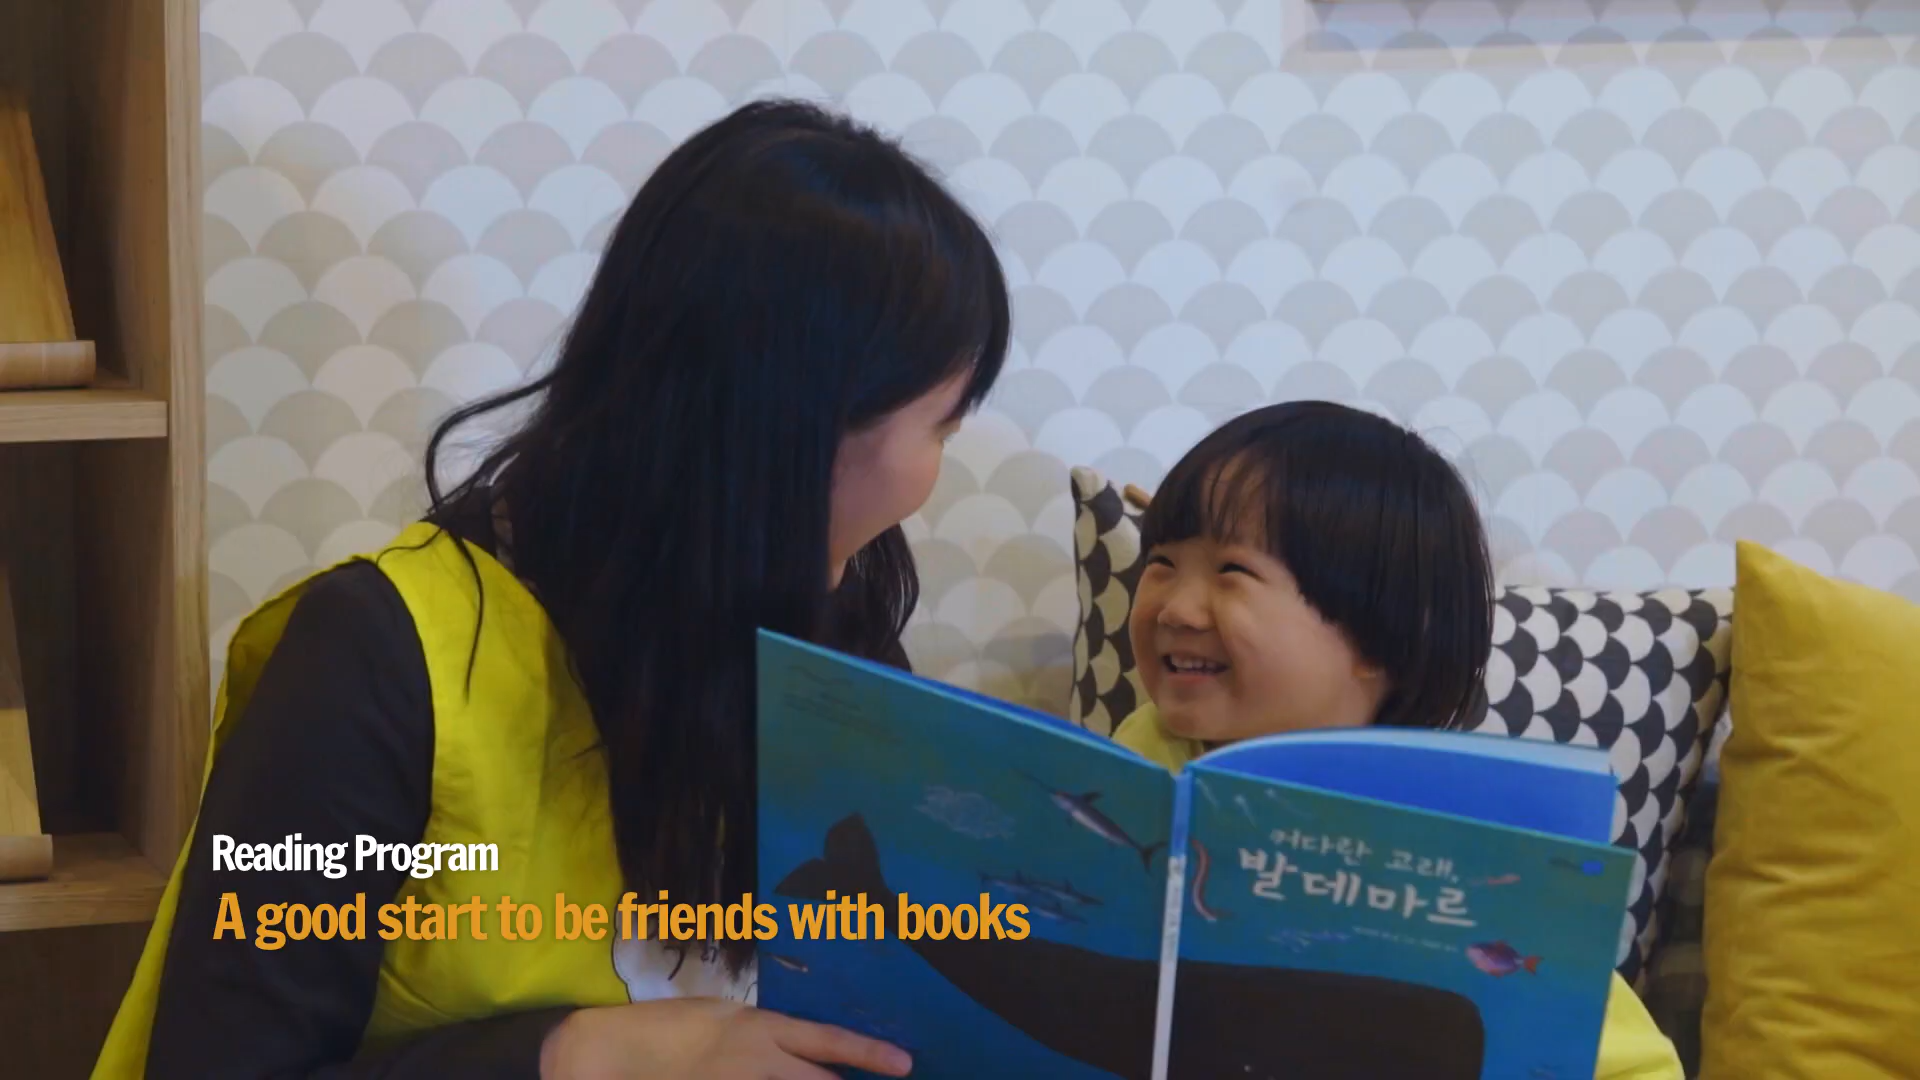 Reading Program
A good start to be friends with books
커다란 고래,
발데마르